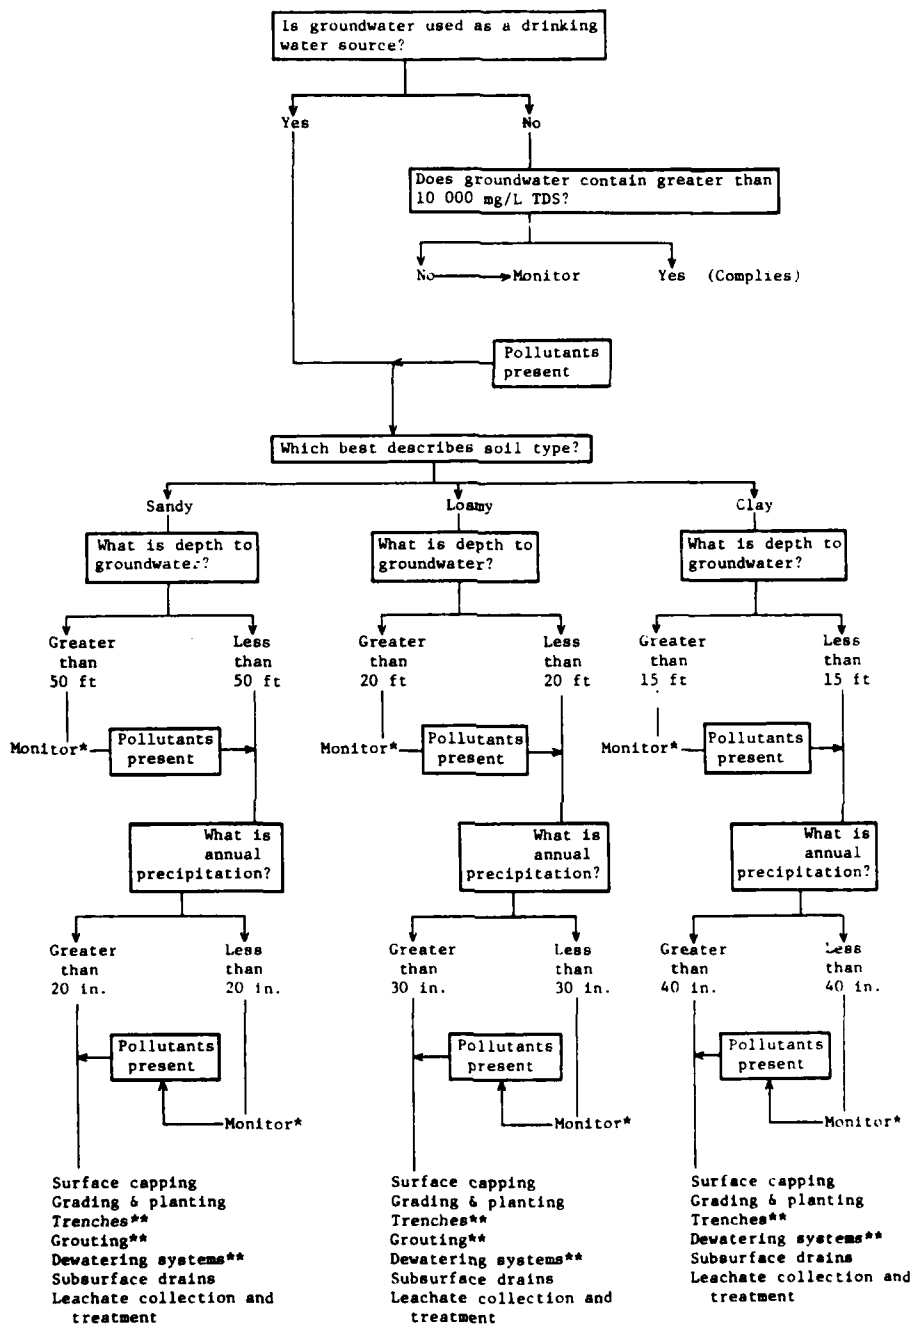 Is groundwater used as a drinking
water source?
Yes
No
Does groundwater contain greater than
10 000 mg/L TDS?
No
Monitor
Yes (Complies)
Pollutants
present
Which best describes soil type?
Sandy
Loamy
Clay
What is depth to
groundwater?
What is depth to
groundwater?
What is depth to
groundwater?
Greater
than
50 ft
Less
than
50 ft
Greater
than
20 ft
Less
than
20 ft
Greater
than
15 ft
Less
than
15 ft
Monitor*
Pollutants
present
Monitor*
Pollutants
present
Monitor*
Pollutants
present
What is
annual
precipitation?
What is
annual
precipitation?
What is
annual
precipitation?
Greater
than
20 in.
Less
than
20 in.
Greater
than
30 in.
Less
than
30 in.
Greater
than
40 in.
Less
than
40 in.
Pollutants
present
Monitor*
Pollutants
present
Monitor*
Pollutants
present
Monitor*
Surface capping
Grading & planting
Trenches**
Grouting**
Dewatering systems**
Subsurface drains
Leachate collection and
treatment
Surface capping
Grading & planting
Trenches**
Grouting**
Dewatering systems**
Subsurface drains
Leachate collection and
treatment
Surface capping
Grading & planting
Trenches**
Dewatering systems**
Subsurface drains
Leachate collection and
treatment